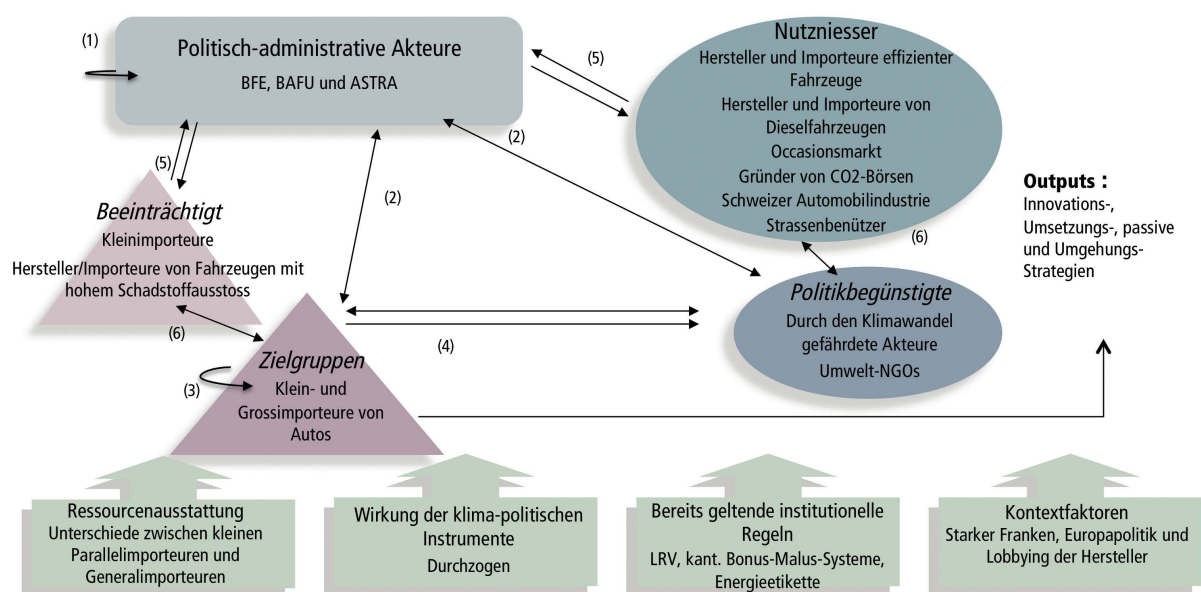 (1)
Politisch-administrative Akteure
BFE, BAFU und ASTRA
Nutzniesser
Hersteller und Importeure effizienter
Fahrzeuge
Hersteller und Importeure von
Dieselfahrzeugen
Occasionsmarkt
Gründer von CO2-Börsen
Schweizer Automobilindustrie
Strassenbenützer
(5)
(2)
(5)
(2)
(6)
Outputs :
Innovations-,
Umsetzungs-, passive
und Umgehungs-
Strategien
Beeinträchtigt
Kleinimporteure
Hersteller/Importeure von Fahrzeugen mit
hohem Schadstoffausstoss
(6)
Politikbegünstigte
Durch den Klimawandel
gefährdete Akteure
Umwelt-NGOs
(4)
(3)
Zielgruppen
Klein- und
Grossimporteure von
Autos
Ressourcenausstattung
Unterschiede zwischen kleinen
Parallelimporteuren und
Generalimporteuren
Wirkung der klima-politischen
Instrumente
Durchzogen
Bereits geltende institutionelle
Regeln
LRV, kant. Bonus-Malus-Systeme,
Energieetikette
Kontextfaktoren
Starker Franken, Europapolitik und
Lobbying der Hersteller